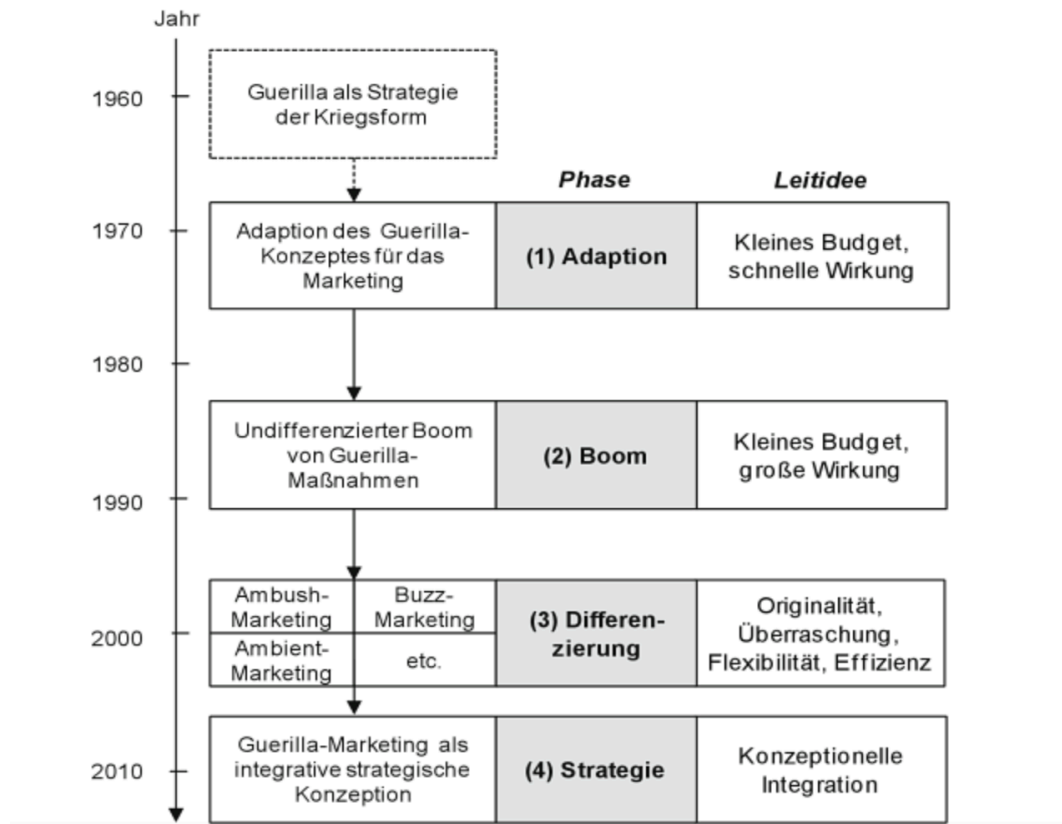 Jahr
1960
Guerilla als Strategie
der Kriegsform
Phase
Leitidee
1970
Adaption des Guerilla-
Konzeptes für das
Marketing
(1) Adaption
Kleines Budget,
schnelle Wirkung
1980
Undifferenzierter Boom
von Guerilla-
Maßnahmen
(2) Boom
Kleines Budget,
große Wirkung
1990
Ambush-
Marketing
Buzz-
Marketing
2000
Ambient-
Marketing
etc.
(3) Differen-
zierung
Originalität,
Überraschung,
Flexibilität, Effizienz
Guerilla-Marketing als
integrative strategische
Konzeption
2010
(4) Strategie
Konzeptionelle
Integration